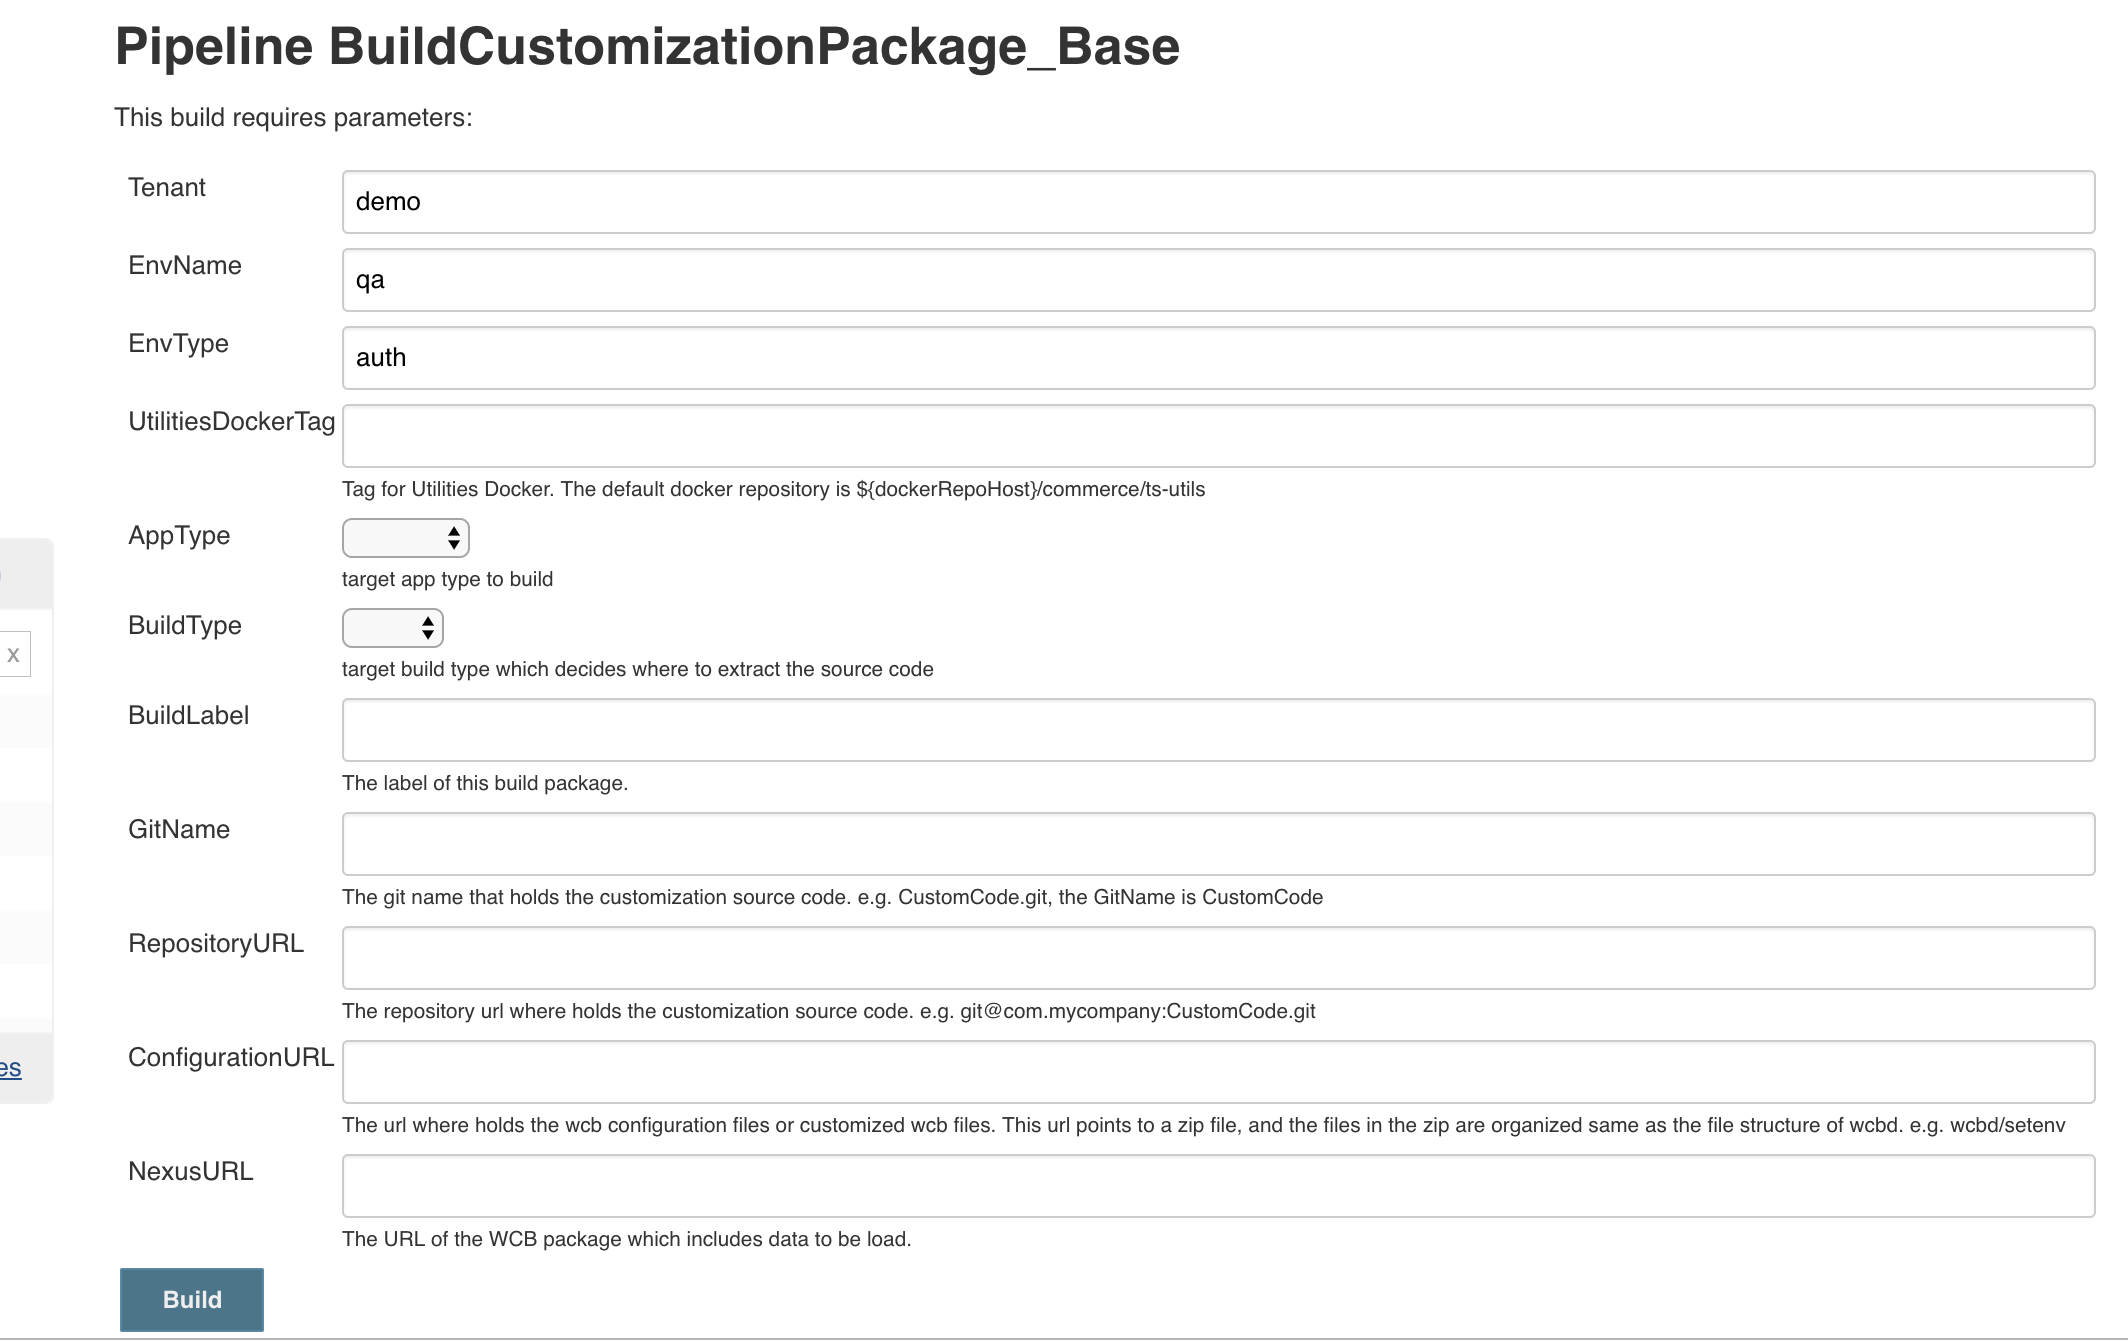 Pipeline BuildCustomizationPackage_Base
This build requires parameters:
Tenant
demo
EnvName
qa
EnvType
auth
UtilitiesDockerTag
Tag for Utilities Docker. The default docker repository is ${dockerRepoHost}/commerce/ts-utils
AppType
target app type to build
BuildType
x
target build type which decides where to extract the source code
BuildLabel
The label of this build package.
GitName
The git name that holds the customization source code. e.g. CustomCode.git, the GitName is CustomCode
RepositoryURL
The repository url where holds the customization source code. e.g. git@com.mycompany:CustomCode.git
ConfigurationURL
es
The url where holds the wcb configuration files or customized wcb files. This url points to a zip file, and the files in the zip are organized same as the file structure of wcbd. e.g. wcbd/setenv
NexusURL
The URL of the WCB package which includes data to be load.
Build